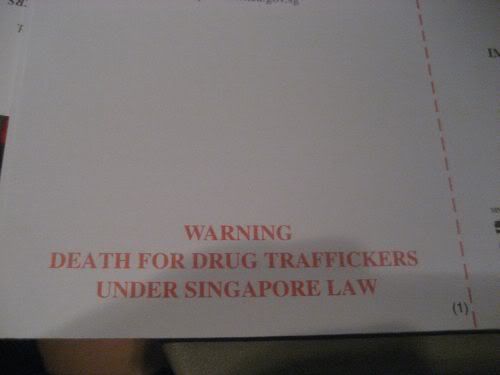 WARNING
DEATH FOR DRUG TRAFFICKERS
UNDER SINGAPORE LAW
(1)